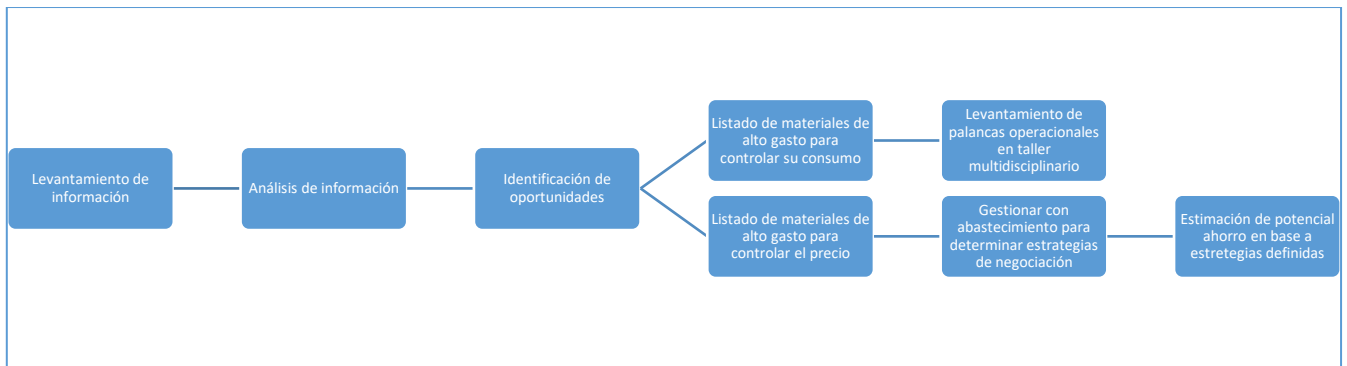 Levantamiento de
información
Análisis de información
Identificación de
oportunidades
Listado de materiales de
alto gasto para
controlar su consumo
Levantamiento de
palancas operacionales
en taller
multidisciplinario
Listado de materiales de
alto gasto para
controlar el precio
Gestionar con
abastecimiento para
determinar estrategias
de negociación
Estimación de potencial
ahorro en base a
estretegias definidas